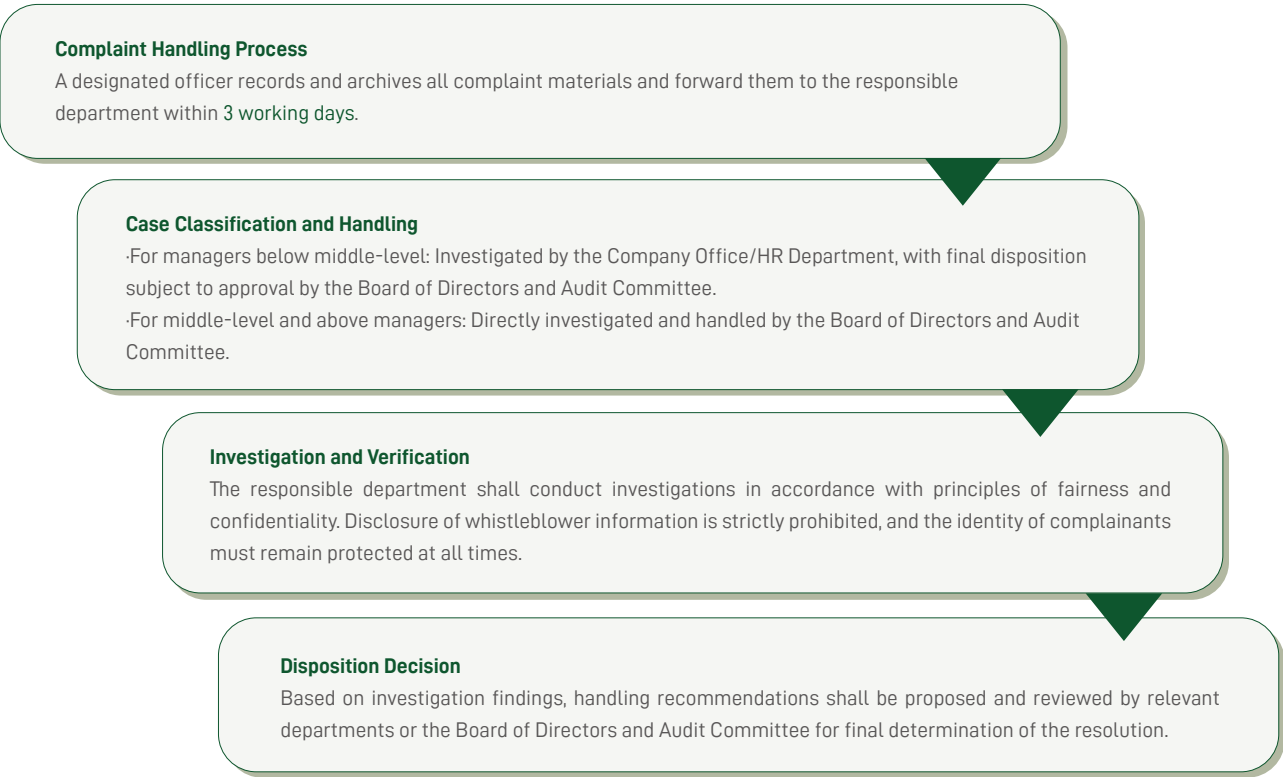 Complaint Handling Process
A designated officer records and archives all complaint materials and forward them to the responsible
department within 3 working days.
Case Classification and Handling
·For managers below middle-level: Investigated by the Company Office/HR Department, with final disposition
subject to approval by the Board of Directors and Audit Committee.
·For middle-level and above managers: Directly investigated and handled by the Board of Directors and Audit
Committee.
Investigation and Verification
The responsible department shall conduct investigations in accordance with principles of fairness and
confidentiality. Disclosure of whistleblower information is strictly prohibited, and the identity of complainants
must remain protected at all times.
Disposition Decision
Based on investigation findings, handling recommendations shall be proposed and reviewed by relevant
departments or the Board of Directors and Audit Committee for final determination of the resolution.